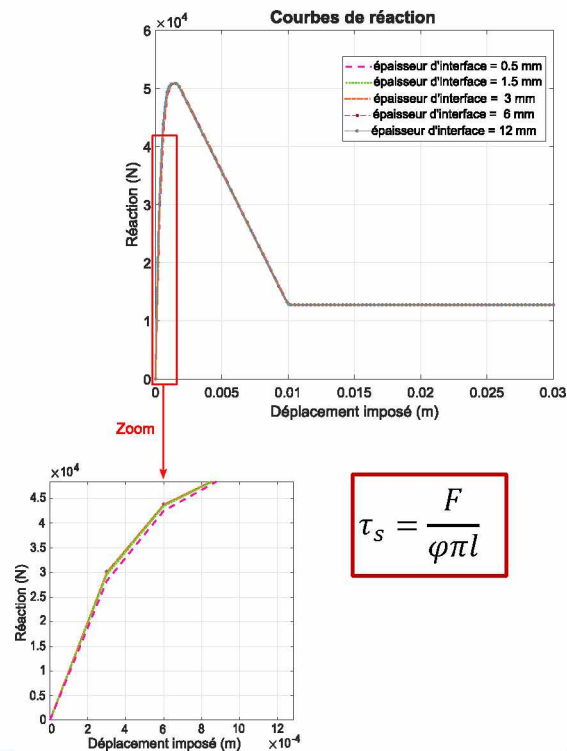 Courbes de réaction
×10⁴
6
5
4
3
2
1
0
Réaction (N)
épaisseur d'interface = 0.5 mm
épaisseur d'interface = 1.5 mm
épaisseur d'interface = 3 mm
épaisseur d'interface = 6 mm
épaisseur d'interface = 12 mm
0 0.005 0.01 0.015 0.02 0.025 0.03
Déplacement imposé (m)
Zoom
×10⁴
4.5
4
3.5
3
2.5
2
1.5
1
0.5
0
Réaction (N)
0 2 4 6 8 10 12
Déplacement imposé (m) ×10⁻⁴
τₛ = F / φπl